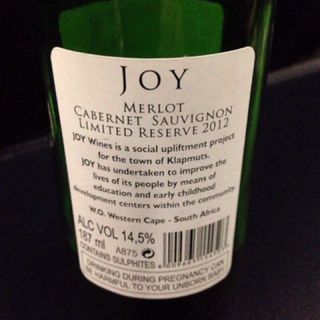 JOY
MERLOT
CABERNET SAUVIGNON
LIMITED RESERVE 2012
JOY Wines is a social upliftment project
for the town of Klapmuts.
JOY has undertaken to improve the
lives of its people by means of
education and early childhood
development centers within the community.
W.O. Western Cape - South Africa
ALC VOL 14,5%
187 ml A875
CONTAINS SULPHITES
DRINKING DURING PREGNANCY CAN
BE HARMFUL TO YOUR UNBORN BABY